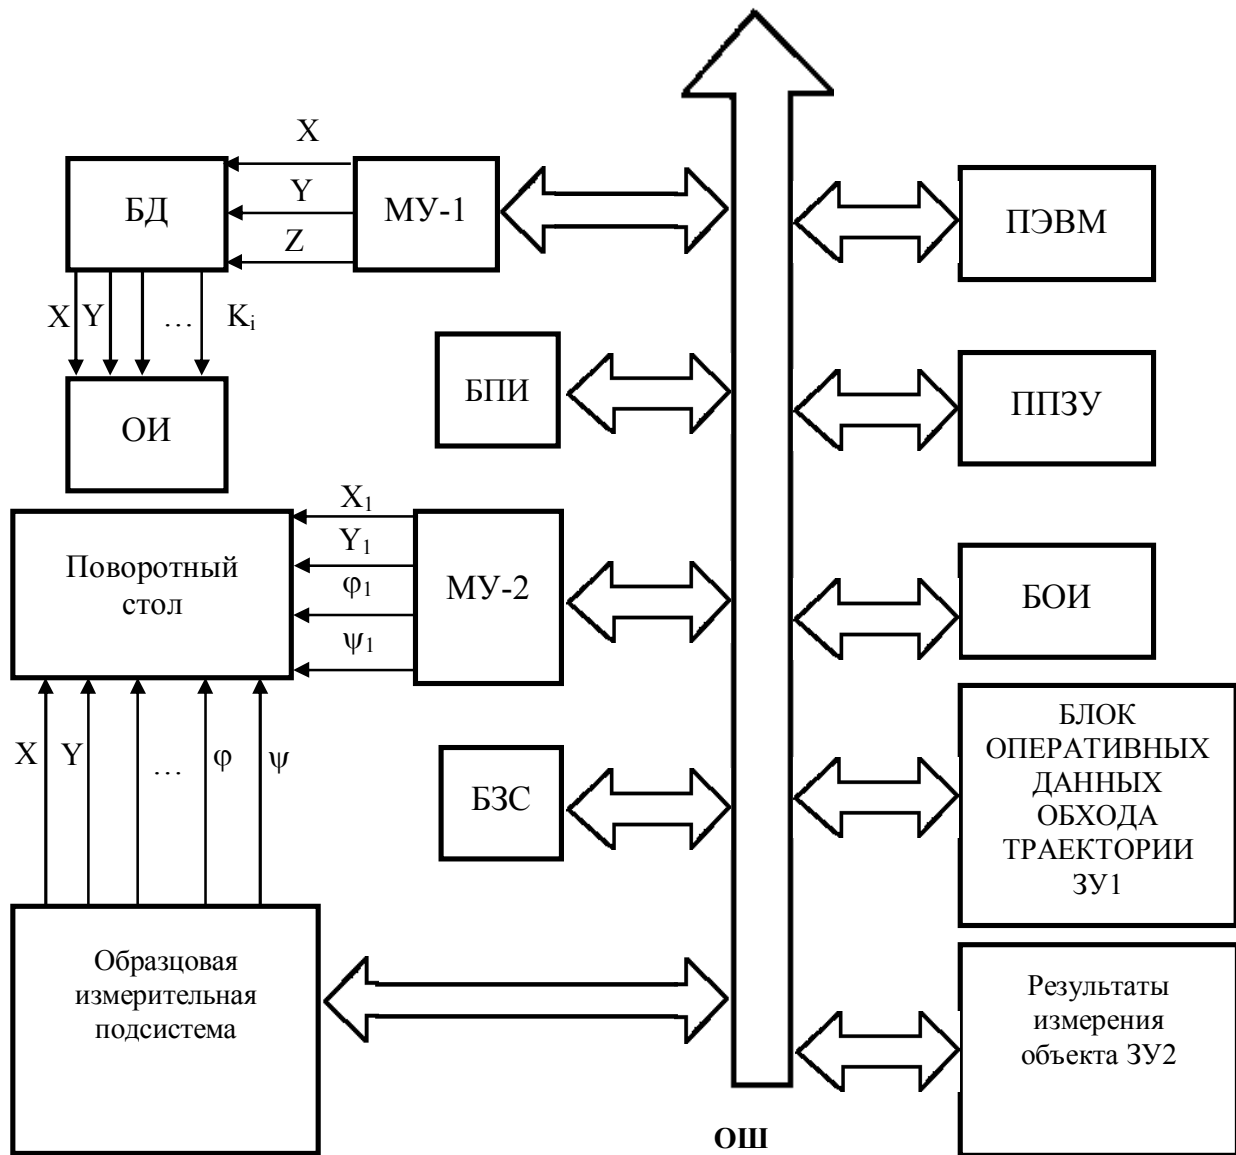 X
Y
Z
БД
МУ-1
ПЭВМ
X
Y
...
Ki
ОИ
БПИ
ППЗУ
X1
Y1
φ1
ψ1
Поворотный
стол
МУ-2
БОИ
X
Y
...
φ
ψ
БЗС
БЛОК
ОПЕРАТИВНЫХ
ДАННЫХ
ОБХОДА
ТРАЕКТОРИИ
ЗУ1
Образцовая
измерительная
подсистема
Результаты
измерения
объекта ЗУ2
ОШ